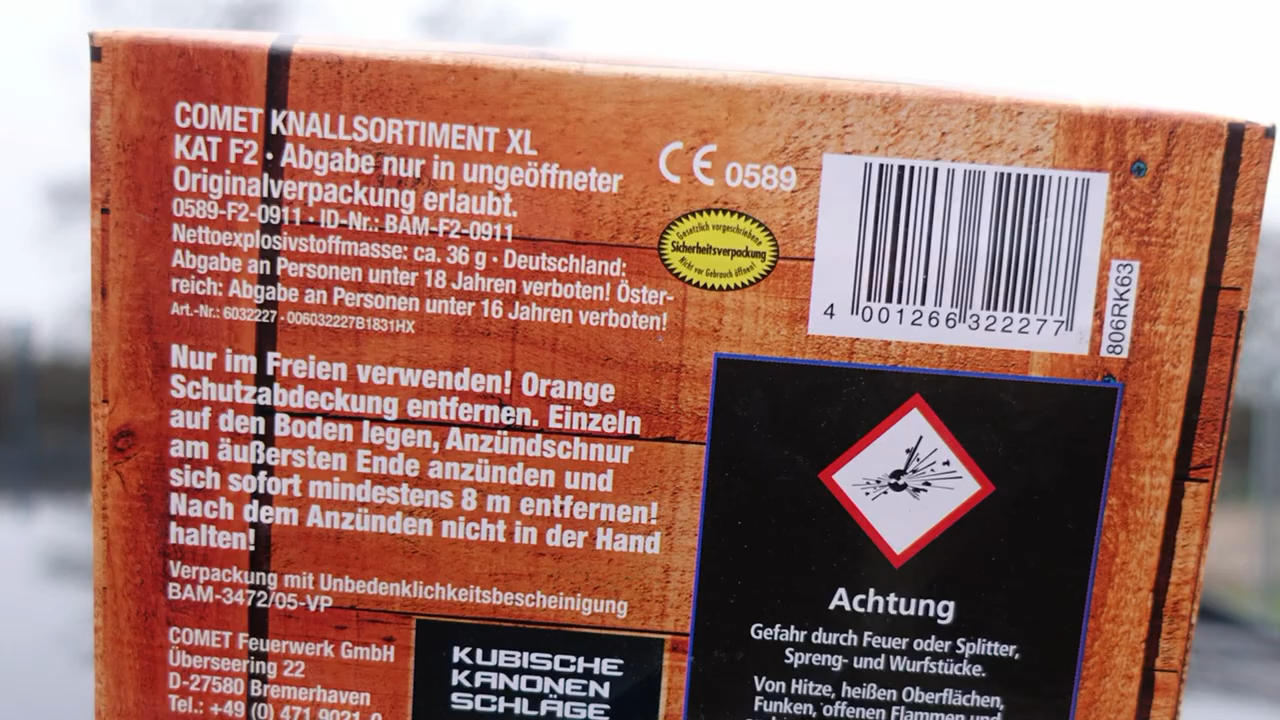 COMET KNALLSORTIMENT XL
KAT F2 · Abgabe nur in ungeöffneter
Originalverpackung erlaubt.
0589-F2-0911 · ID-Nr.: BAM-F2-0911
Nettoexplosivstoffmasse: ca. 36 g · Deutschland:
Abgabe an Personen unter 18 Jahren verboten! Öster-
reich: Abgabe an Personen unter 16 Jahren verboten!
Art.-Nr.: 6032227 · 006032227B1831HX
Nur im Freien verwenden! Orange
Schutzabdeckung entfernen. Einzeln
auf den Boden legen, Anzündschnur
am äußersten Ende anzünden und
sich sofort mindestens 8 m entfernen!
Nach dem Anzünden nicht in der Hand
halten!
Verpackung mit Unbedenklichkeitsbescheinigung
BAM-3472/05-VP
COMET Feuerwerk GmbH
Überseering 22
D-27580 Bremerhaven
Tel.: +49 (0) 471 9021-0
KUBISCHE
KANONEN
SCHLÄGE
CE 0589
Gesetzlich vorgeschriebene
Sicherheitsverpackung
Nicht vor Gebrauch öffnen!
4 001266 322277
806RK63
Achtung
Gefahr durch Feuer oder Splitter,
Spreng- und Wurfstücke.
Von Hitze, heißen Oberflächen,
Funken, offenen Flammen und